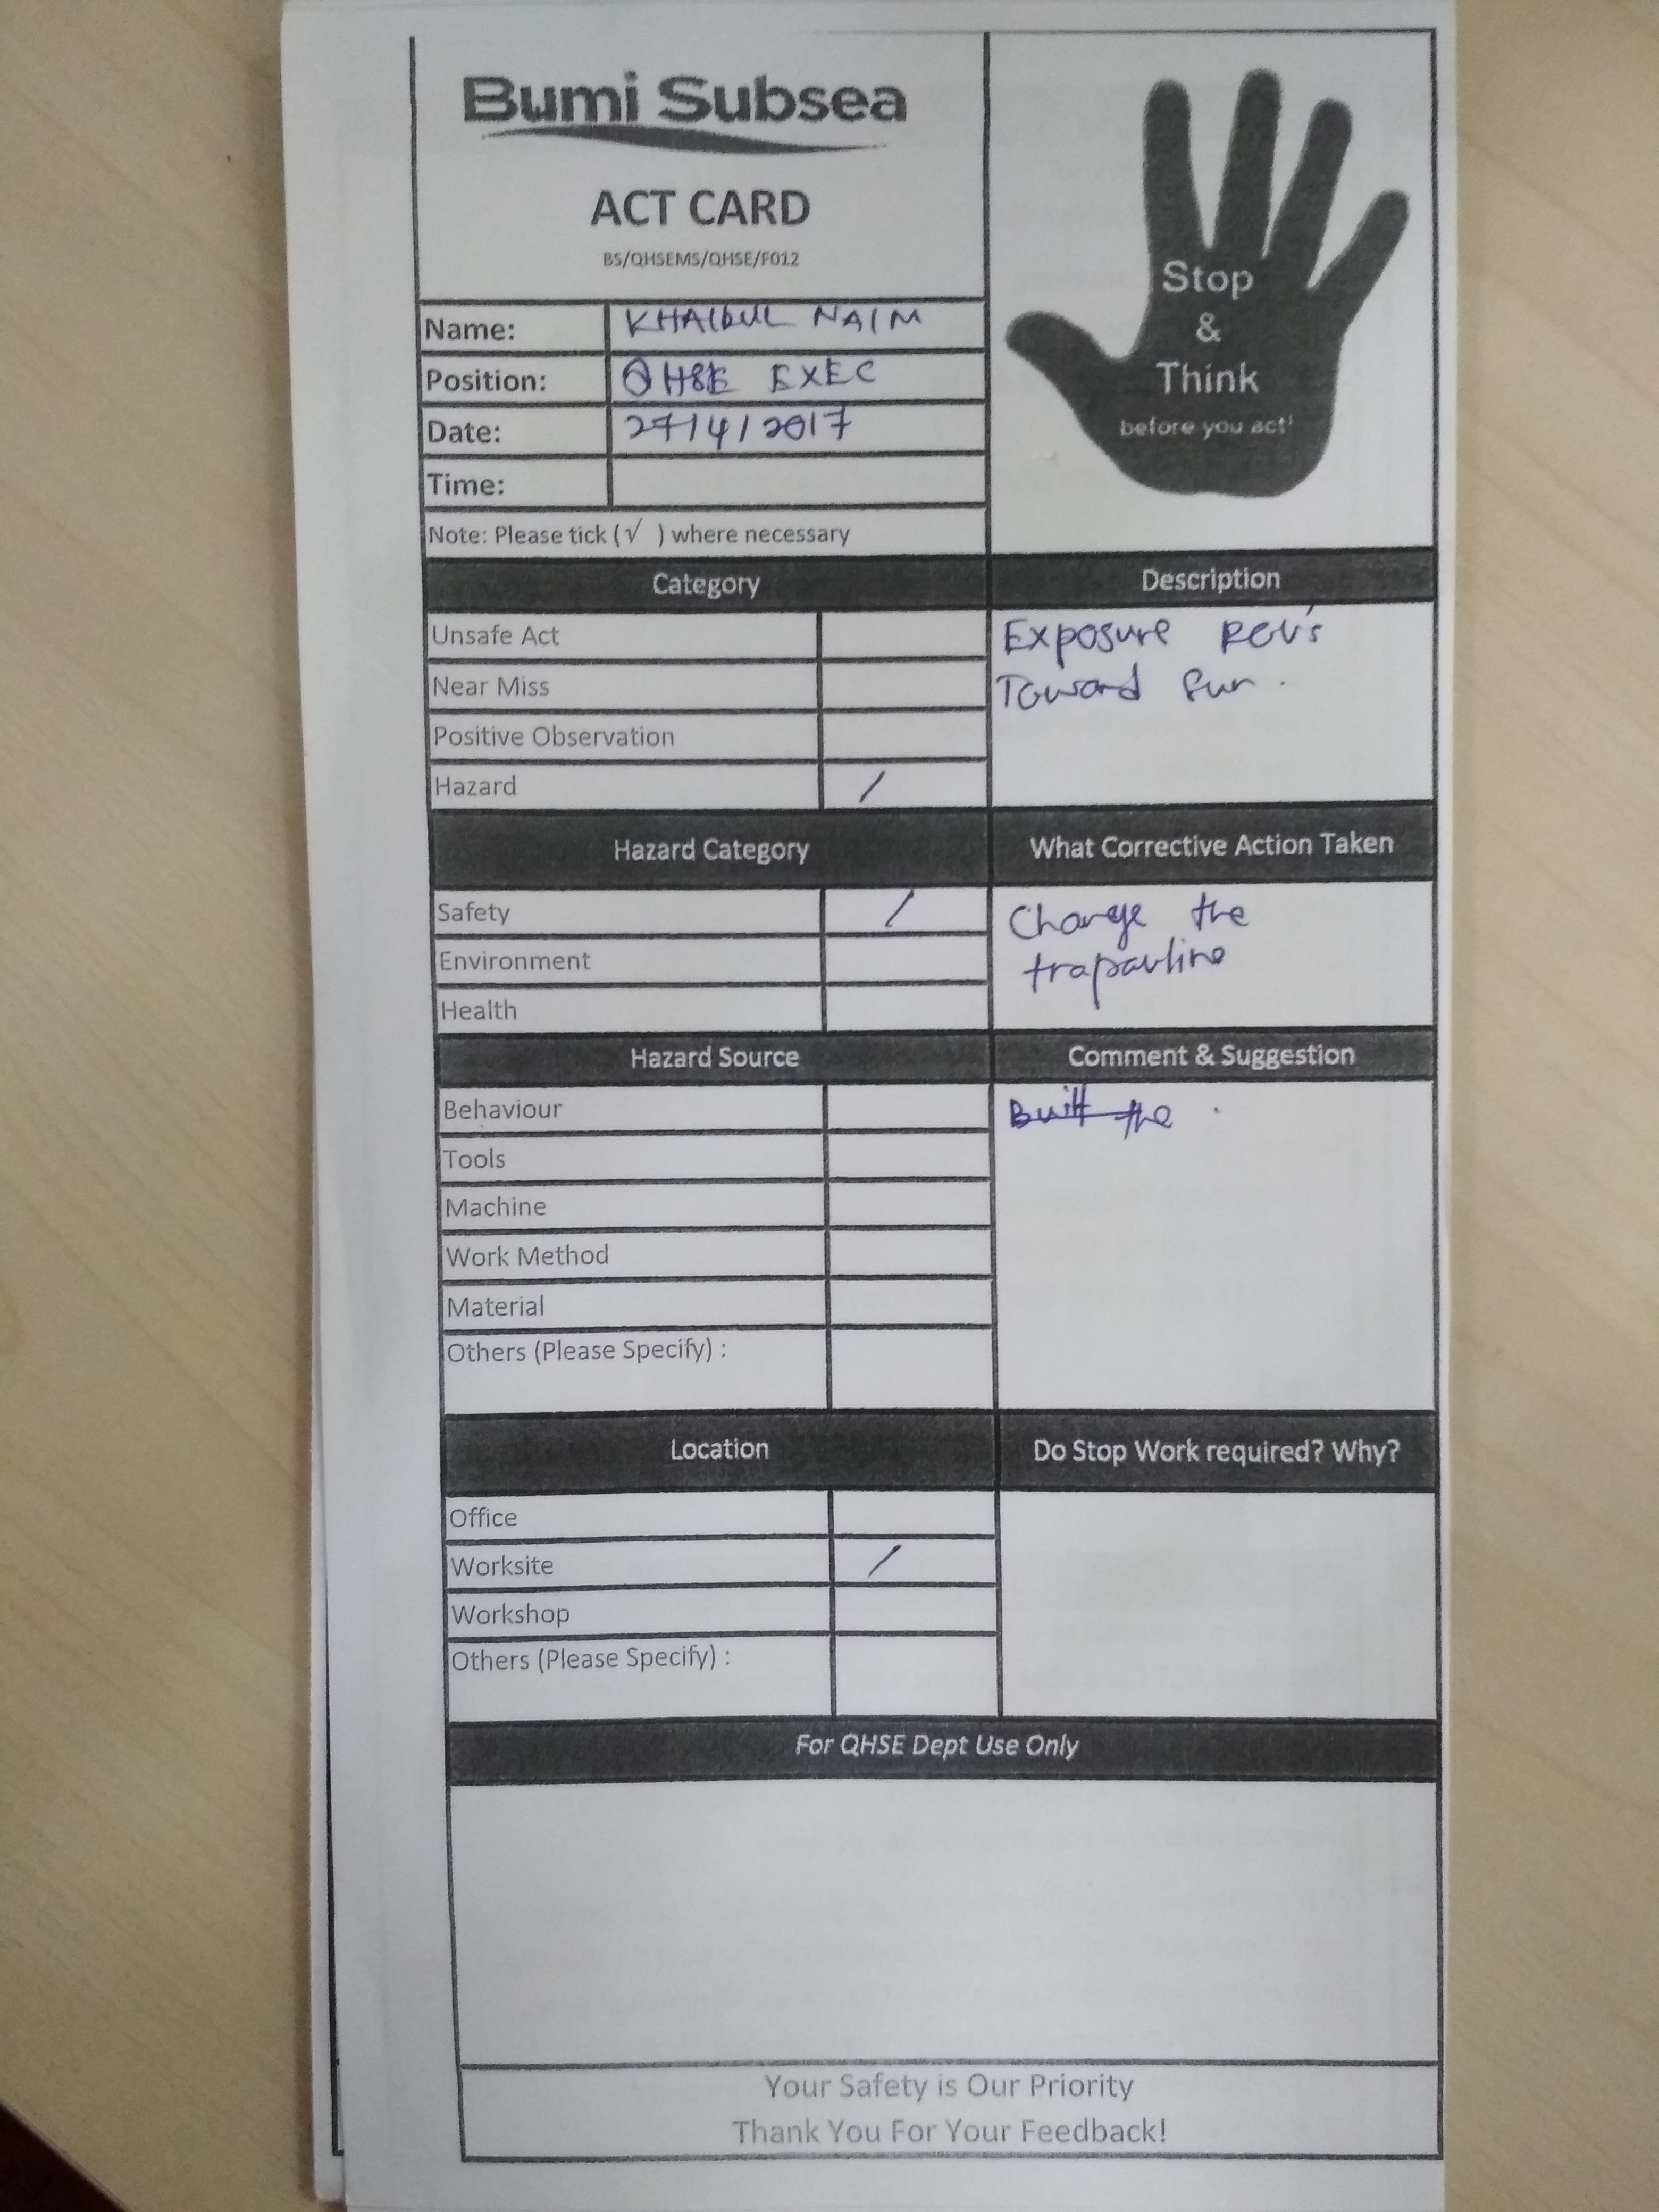 Bumi Subsea
ACT CARD
BS/QHSEMS/QHSE/F012
Stop
&
Think
before you act!
Name: NAIM
Position: QHSE EXEC
Date: 27/4/2017
Time:
Note: Please tick (√ ) where necessary
Category
Description
Unsafe Act
Near Miss
Positive Observation
Hazard /
Exposure ROV's
Toward Sun.
Hazard Category
What Corrective Action Taken
Safety /
Environment
Health
Change the
trapauline
Hazard Source
Comment & Suggestion
Behaviour
Tools
Machine
Work Method
Material
Others (Please Specify) :
Built the
Location
Do Stop Work required? Why?
Office
Worksite /
Workshop
Others (Please Specify) :
For QHSE Dept Use Only
Your Safety is Our Priority
Thank You For Your Feedback!